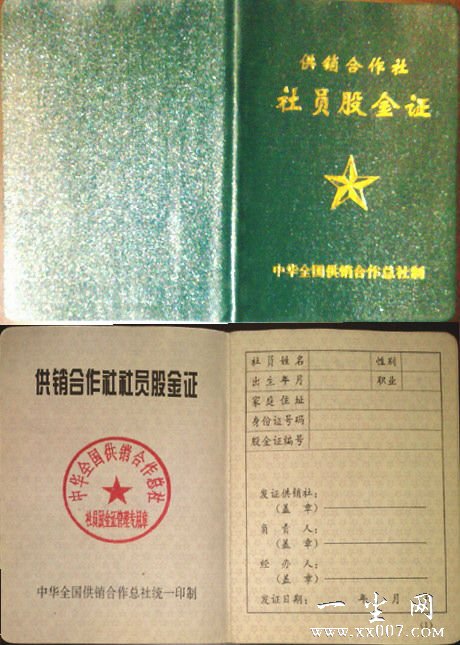 供销合作社
社员股金证
中华全国供销合作总社制
供销合作社社员股金证
中华全国供销合作总社
社员股金证管理专用章
中华全国供销合作总社统一印制
社员姓名 性别
出生年月 职业
家庭住址
身份证号码
股金证编号
发证供销社：
（盖 章）
负 责 人：
（盖 章）
经 办 人：
（盖 章）
发证日期： 年 月
一尘网
www.xx007.com